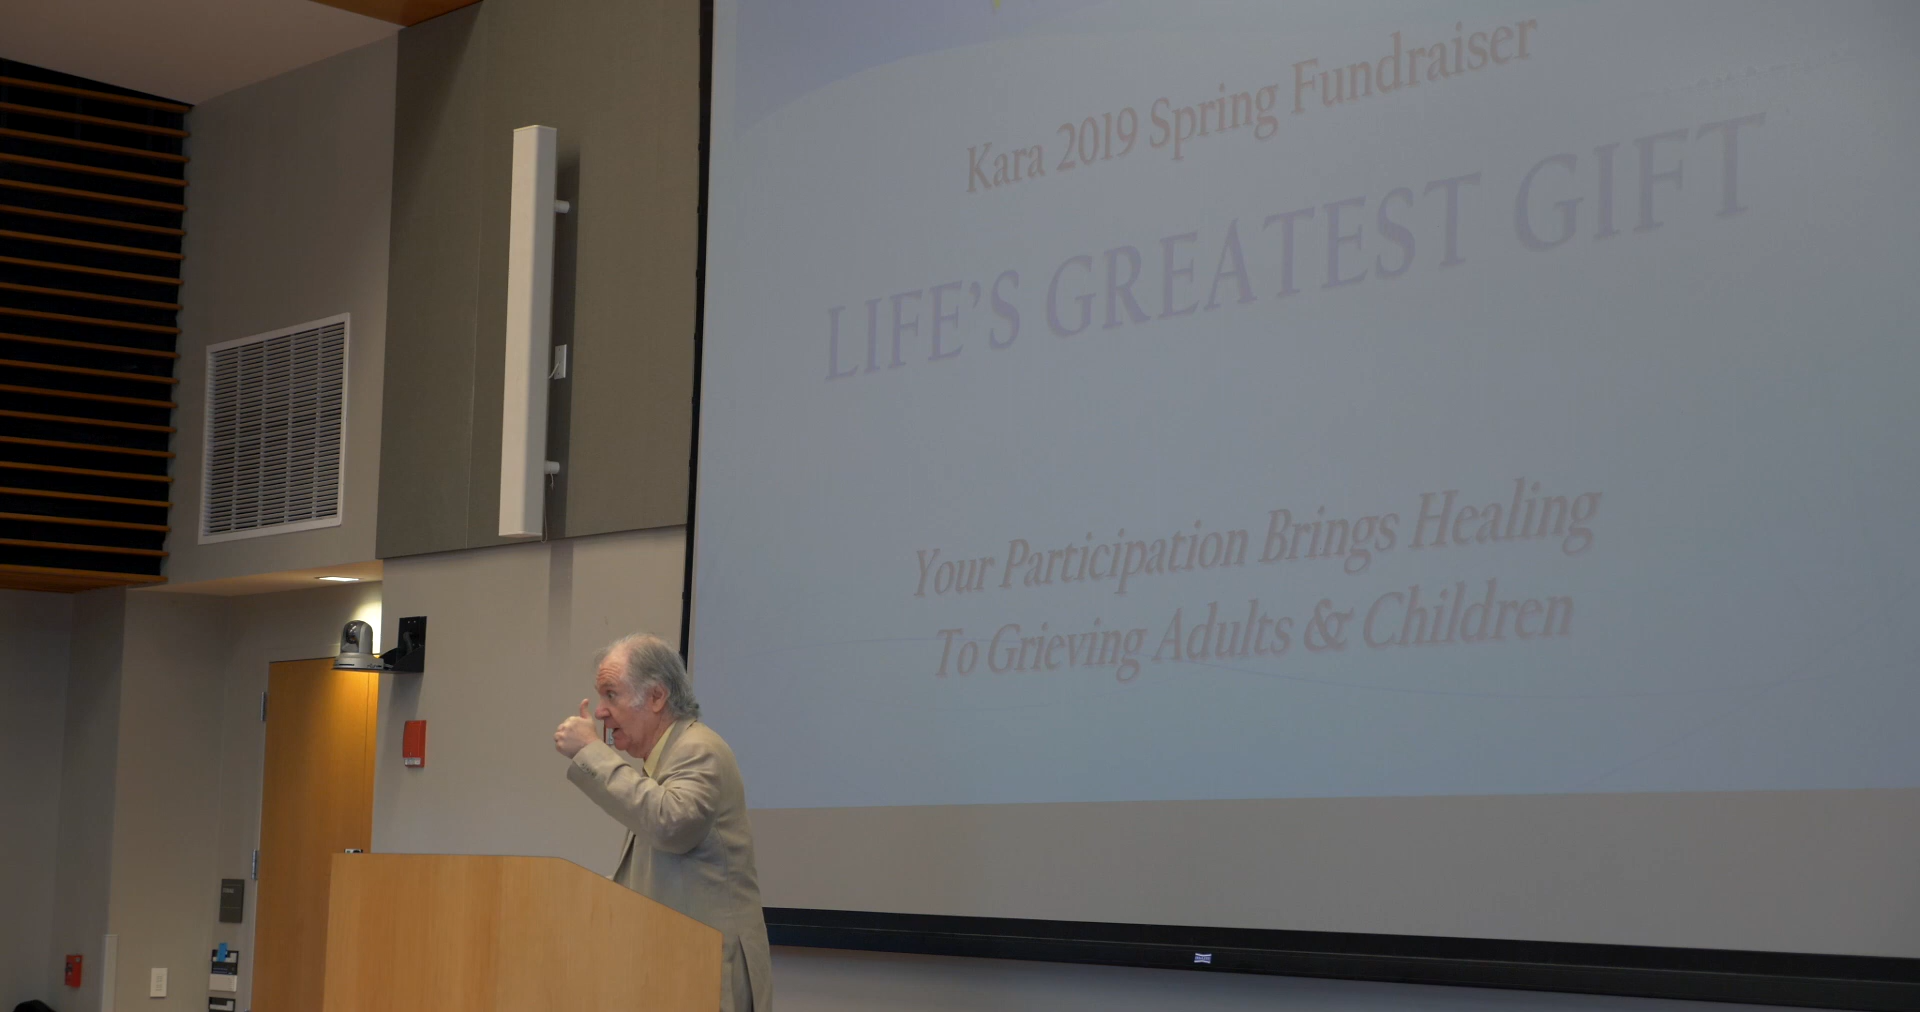 Kara 2019 Spring Fundraiser
LIFE'S GREATEST GIFT
Your Participation Brings Healing
To Grieving Adults & Children